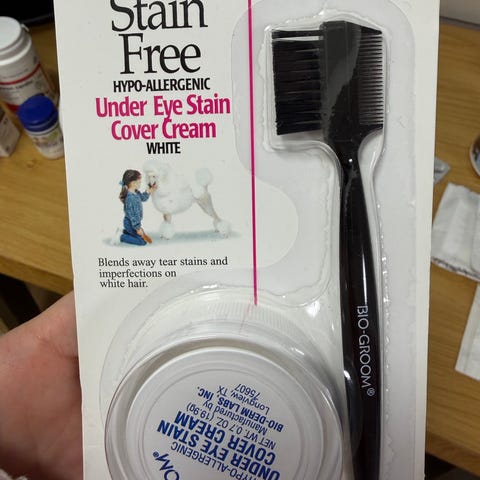 Stain
Free
HYPO-ALLERGENIC
Under Eye Stain
Cover Cream
WHITE
Blends away tear stains and
imperfections on
white hair.
BIO-GROOM®
OOM®
HYPO-ALLERGENIC
UNDER EYE STAIN
COVER CREAM
NET WT. 0.7 OZ. (19.9g)
Manufactured by
BIO-DERM LABS, INC.
Longview, TX
75607